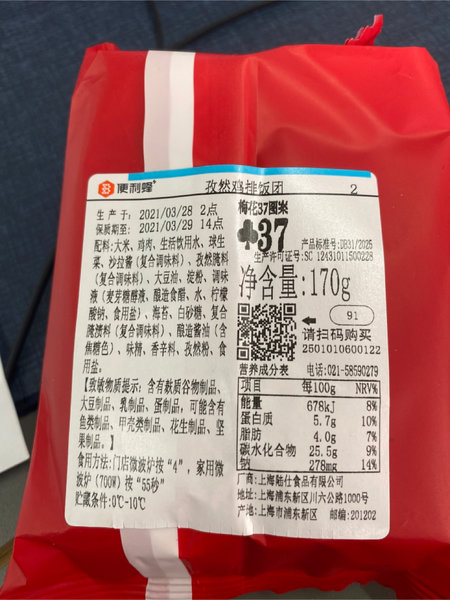 便利蜂
孜然鸡排饭团 2
生产于: 2021/03/28 2点
保质期至: 2021/03/29 14点
配料:大米、鸡肉、生活饮用水、球生
菜、沙拉酱(复合调味料)、孜然腌料
(复合调味料)、大豆油、淀粉、调味
液(麦芽糖醇液、酿造食醋、水、柠檬
酸钠、食用盐)、海苔、白砂糖、复合
腌渍料(复合调味料)、酿造酱油(含
焦糖色)、味精、香辛料、孜然粉、食
用盐。
【致敏物质提示:含有麸质谷物制品、
大豆制品、乳制品、蛋制品,可能含有
鱼类制品、甲壳类制品、花生制品、坚
果制品。】
食用方法:门店微波炉按"4",家用微
波炉(700W)按"55秒"
贮藏条件:0℃-10℃
梅花37图案
♣37
产品标准号:DB31/2025
生产许可证号:SC 12431011500228
净含量:170g
91
请扫码购买
2501010600122
营养成分表 电话:021-58590279
项目 每100g NRV%
能量 678kJ 8%
蛋白质 5.7g 10%
脂肪 4.0g 7%
碳水化合物 25.5g 9%
钠 278mg 14%
厂商:上海陆仕食品有限公司
地址:上海浦东新区川六公路1000号
产地:上海市浦东新区 邮编:201202